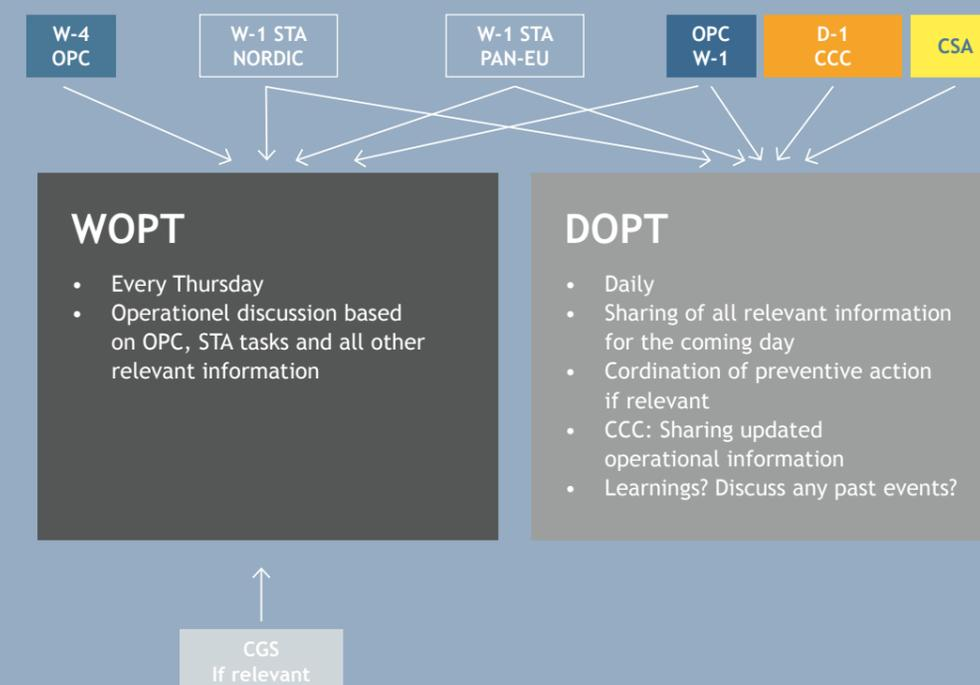 W-4
OPC
W-1 STA
NORDIC
W-1 STA
PAN-EU
OPC
W-1
D-1
CCC
CSA
WOPT
• Every Thursday
• Operationel discussion based
on OPC, STA tasks and all other
relevant information
DOPT
• Daily
• Sharing of all relevant information
for the coming day
• Cordination of preventive action
if relevant
• CCC: Sharing updated
operational information
• Learnings? Discuss any past events?
CGS
If relevant